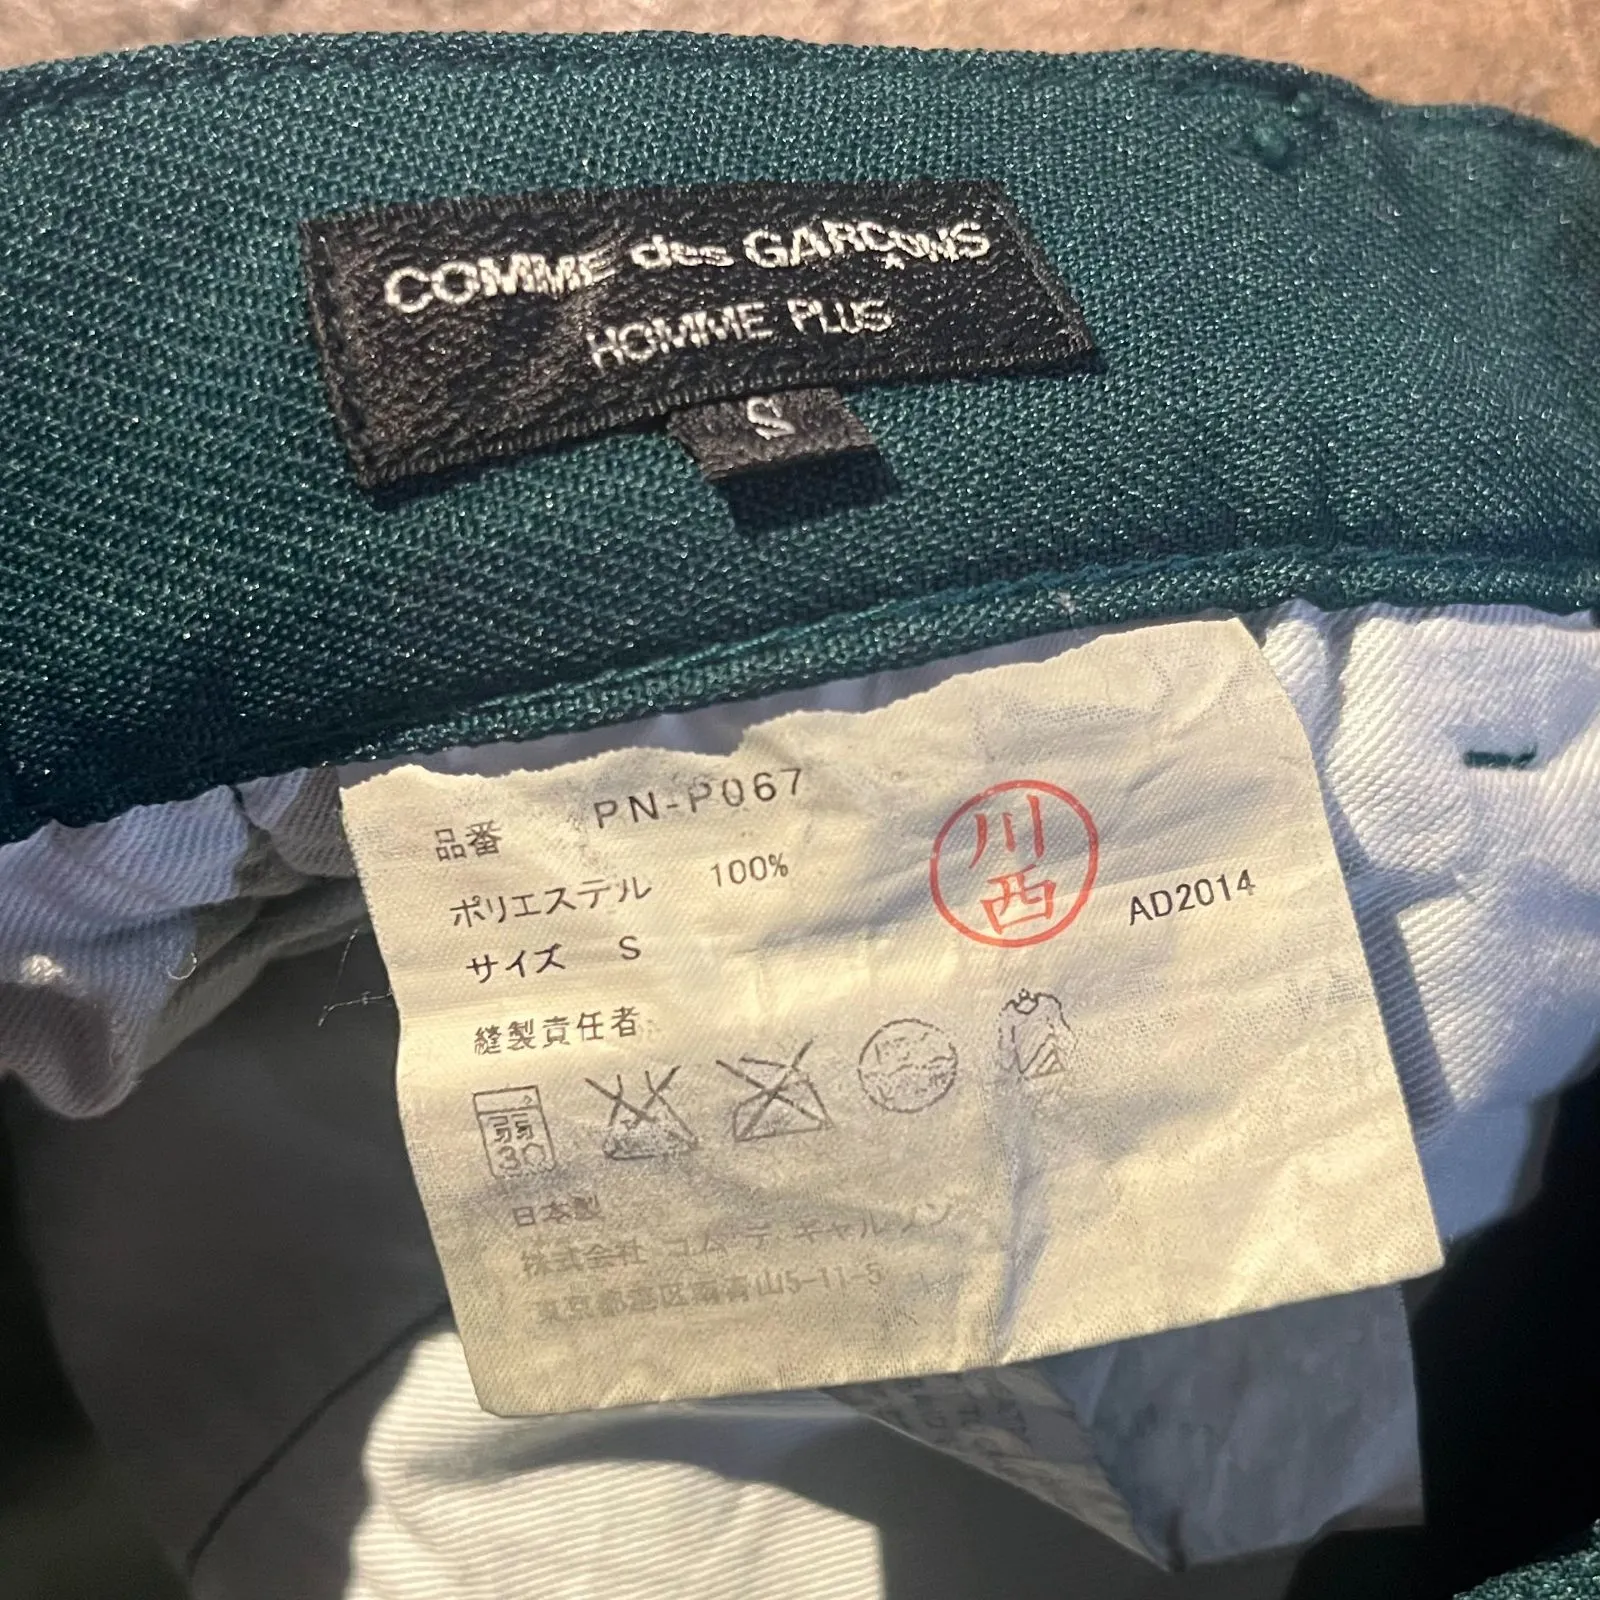 COMME des GARÇONS
HOMME PLUS
S
品番 PN-P067
ポリエステル 100%
サイズ S
川西
AD2014
縫製責任者
弱
30
日本製
株式会社 コム デ ギャルソン
東京都港区南青山5-11-5